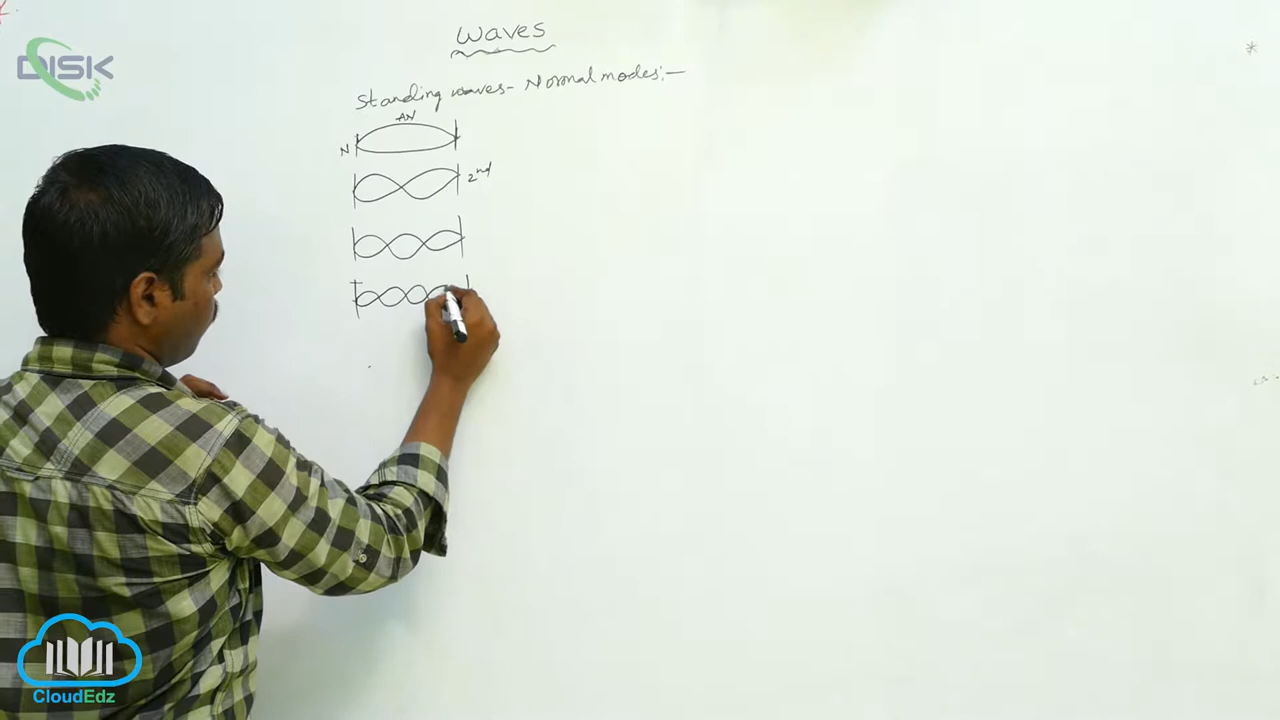 Waves
Standing waves - Normal modes:-
AN
N
2nd
DISK
CloudEdz